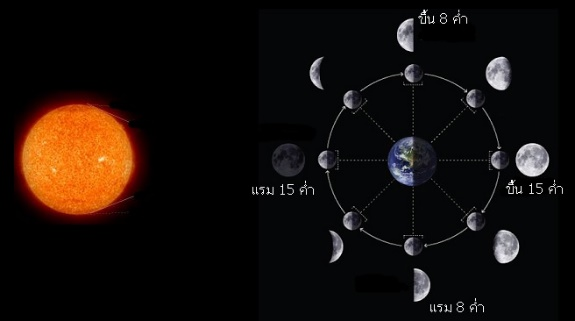 ขึ้น 8 ค่ำ
แรม 15 ค่ำ
ขึ้น 15 ค่ำ
แรม 8 ค่ำ